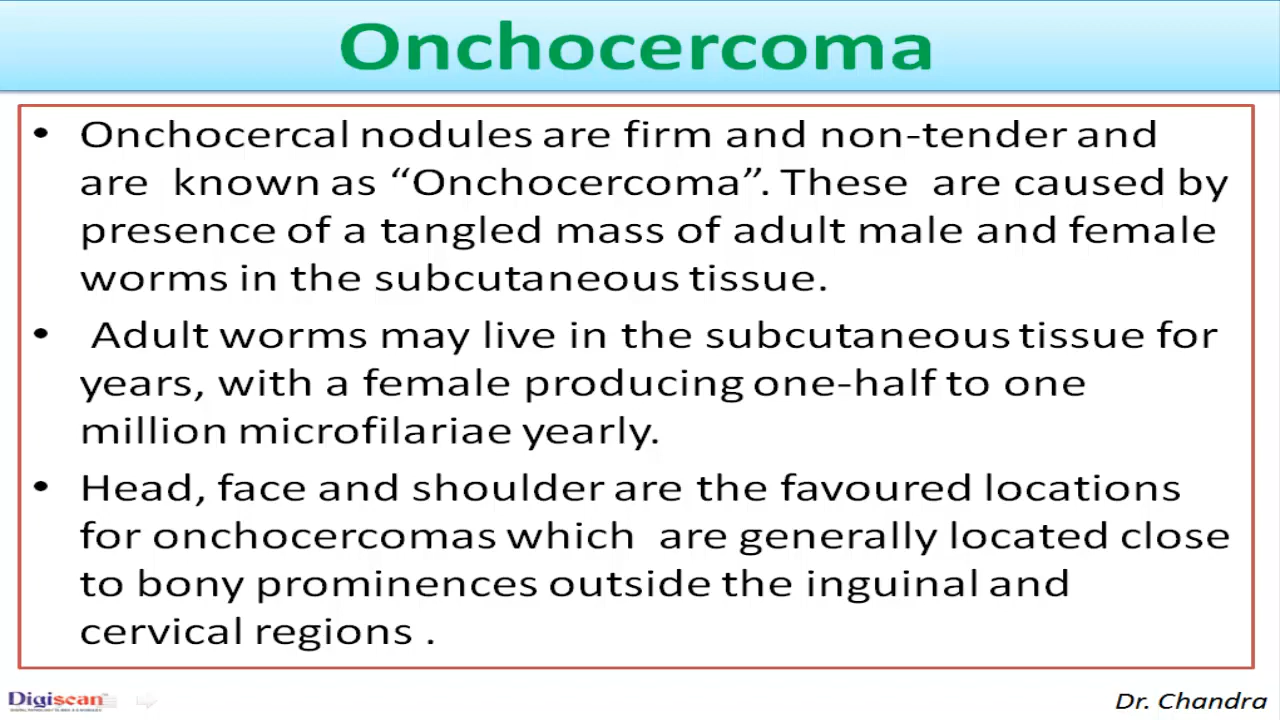 Onchocercoma
• Onchocercal nodules are firm and non-tender and
are known as “Onchocercoma”. These are caused by
presence of a tangled mass of adult male and female
worms in the subcutaneous tissue.
• Adult worms may live in the subcutaneous tissue for
years, with a female producing one-half to one
million microfilariae yearly.
• Head, face and shoulder are the favoured locations
for onchocercomas which are generally located close
to bony prominences outside the inguinal and
cervical regions .
Digiscan
Dr. Chandra